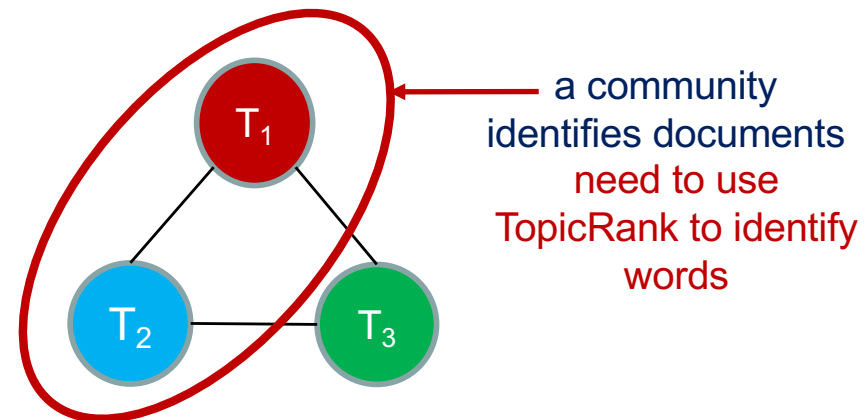 T₁
T₂
T₃
a community
identifies documents
need to use
TopicRank to identify
words